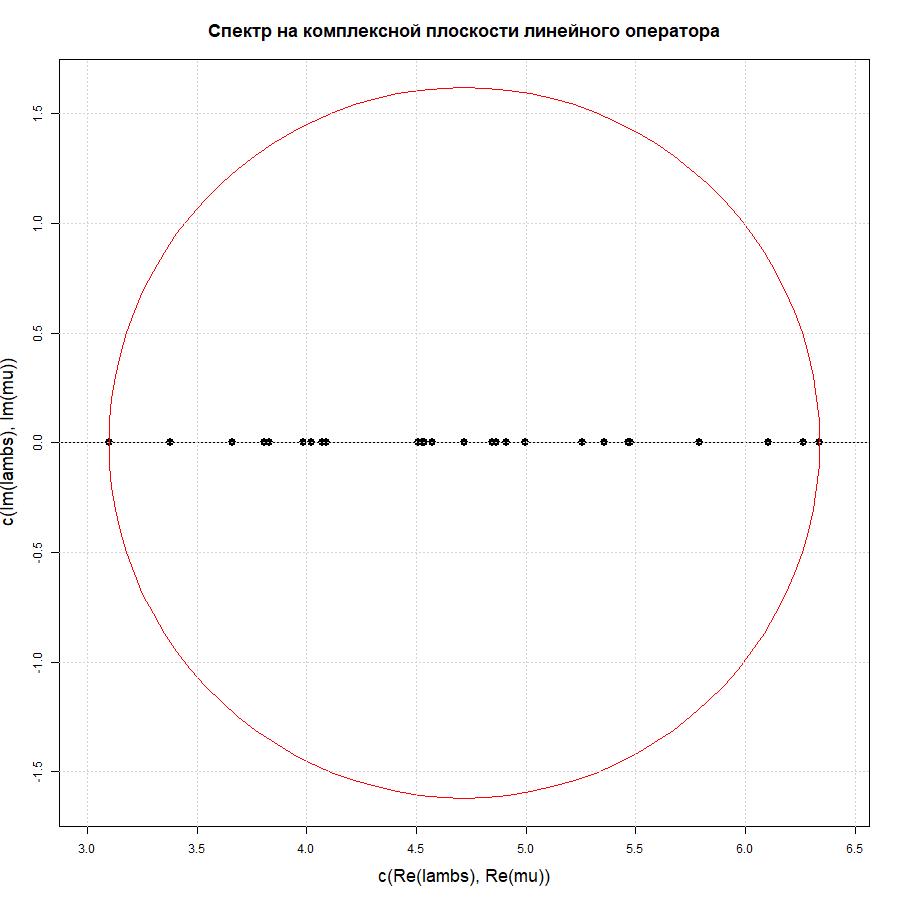 Спектр на комплексной плоскости линейного оператора
c(Im(lambs), Im(mu))
1.5
1.0
0.5
0.0
-0.5
-1.0
-1.5
3.0 3.5 4.0 4.5 5.0 5.5 6.0 6.5
c(Re(lambs), Re(mu))